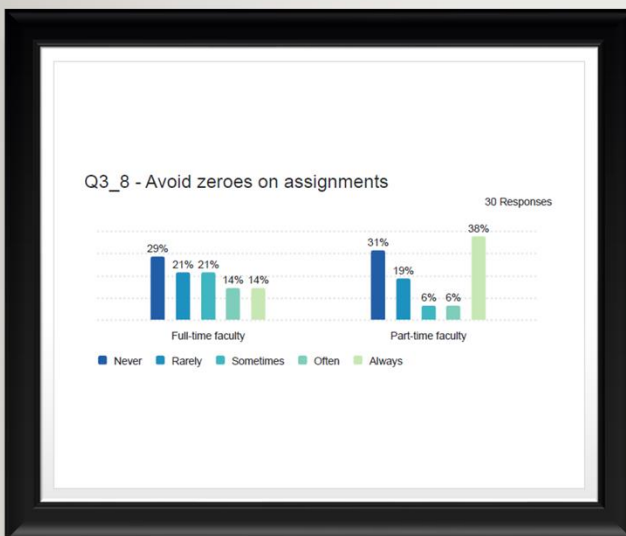 Q3_8 - Avoid zeroes on assignments
30 Responses
29% 21% 21% 14% 14%
31% 19% 6% 6% 38%
Full-time faculty Part-time faculty
Never Rarely Sometimes Often Always